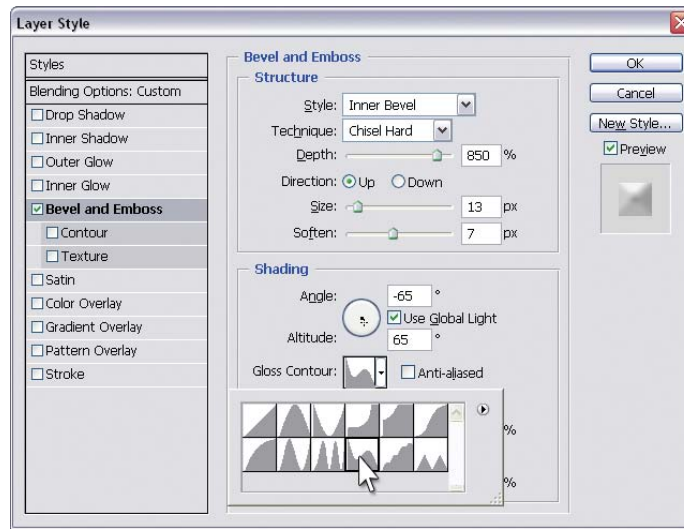 Layer Style
Styles
Blending Options: Custom
Drop Shadow
Inner Shadow
Outer Glow
Inner Glow
Bevel and Emboss
Contour
Texture
Satin
Color Overlay
Gradient Overlay
Pattern Overlay
Stroke
Bevel and Emboss
Structure
Style: Inner Bevel
Technique: Chisel Hard
Depth: 850 %
Direction: Up Down
Size: 13 px
Soften: 7 px
Shading
Angle: -65 °
Use Global Light
Altitude: 65 °
Gloss Contour: Anti-aliased
%
%
OK
Cancel
New Style...
Preview